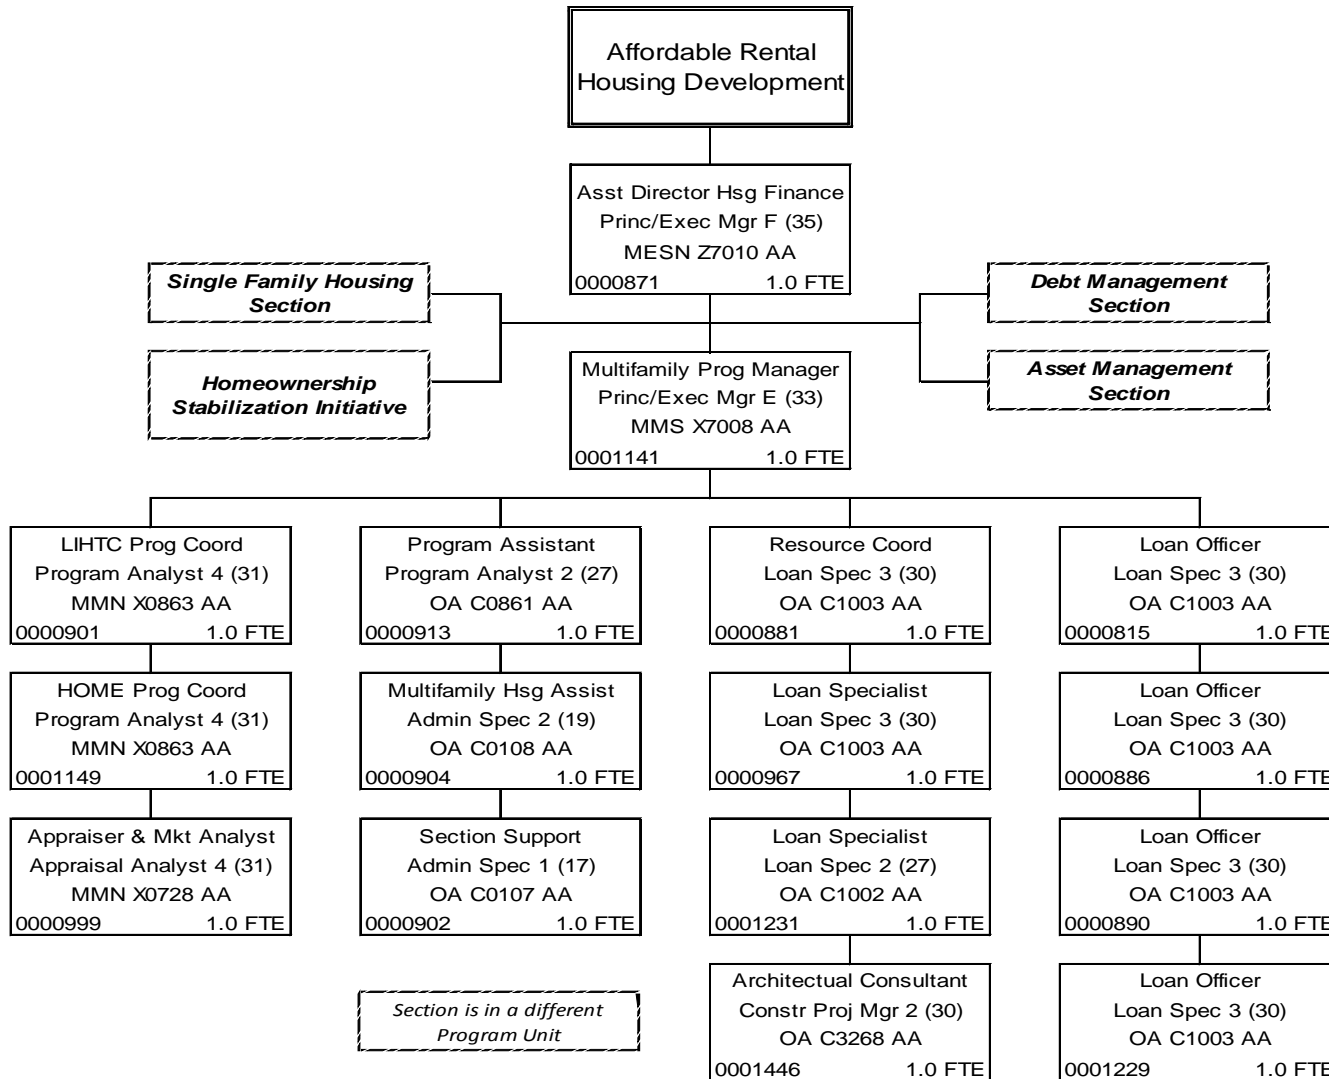 Affordable Rental
Housing Development
Asst Director Hsg Finance
Princ/Exec Mgr F (35)
MESN Z7010 AA
0000871 1.0 FTE
Single Family Housing
Section
Debt Management
Section
Homeownership
Stabilization Initiative
Asset Management
Section
Multifamily Prog Manager
Princ/Exec Mgr E (33)
MMS X7008 AA
0001141 1.0 FTE
LIHTC Prog Coord
Program Analyst 4 (31)
MMN X0863 AA
0000901 1.0 FTE
Program Assistant
Program Analyst 2 (27)
OA C0861 AA
0000913 1.0 FTE
Resource Coord
Loan Spec 3 (30)
OA C1003 AA
0000881 1.0 FTE
Loan Officer
Loan Spec 3 (30)
OA C1003 AA
0000815 1.0 FTE
HOME Prog Coord
Program Analyst 4 (31)
MMN X0863 AA
0001149 1.0 FTE
Multifamily Hsg Assist
Admin Spec 2 (19)
OA C0108 AA
0000904 1.0 FTE
Loan Specialist
Loan Spec 3 (30)
OA C1003 AA
0000967 1.0 FTE
Loan Officer
Loan Spec 3 (30)
OA C1003 AA
0000886 1.0 FTE
Appraiser & Mkt Analyst
Appraisal Analyst 4 (31)
MMN X0728 AA
0000999 1.0 FTE
Section Support
Admin Spec 1 (17)
OA C0107 AA
0000902 1.0 FTE
Loan Specialist
Loan Spec 2 (27)
OA C1002 AA
0001231 1.0 FTE
Loan Officer
Loan Spec 3 (30)
OA C1003 AA
0000890 1.0 FTE
Section is in a different
Program Unit
Architectual Consultant
Constr Proj Mgr 2 (30)
OA C3268 AA
0001446 1.0 FTE
Loan Officer
Loan Spec 3 (30)
OA C1003 AA
0001229 1.0 FTE